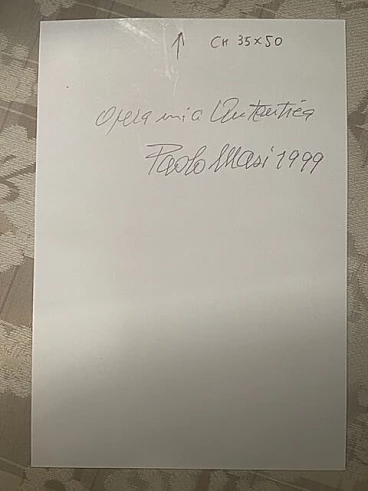 ↑ CM 35×50
Opera mia Autentica
Paolo Masi 1999